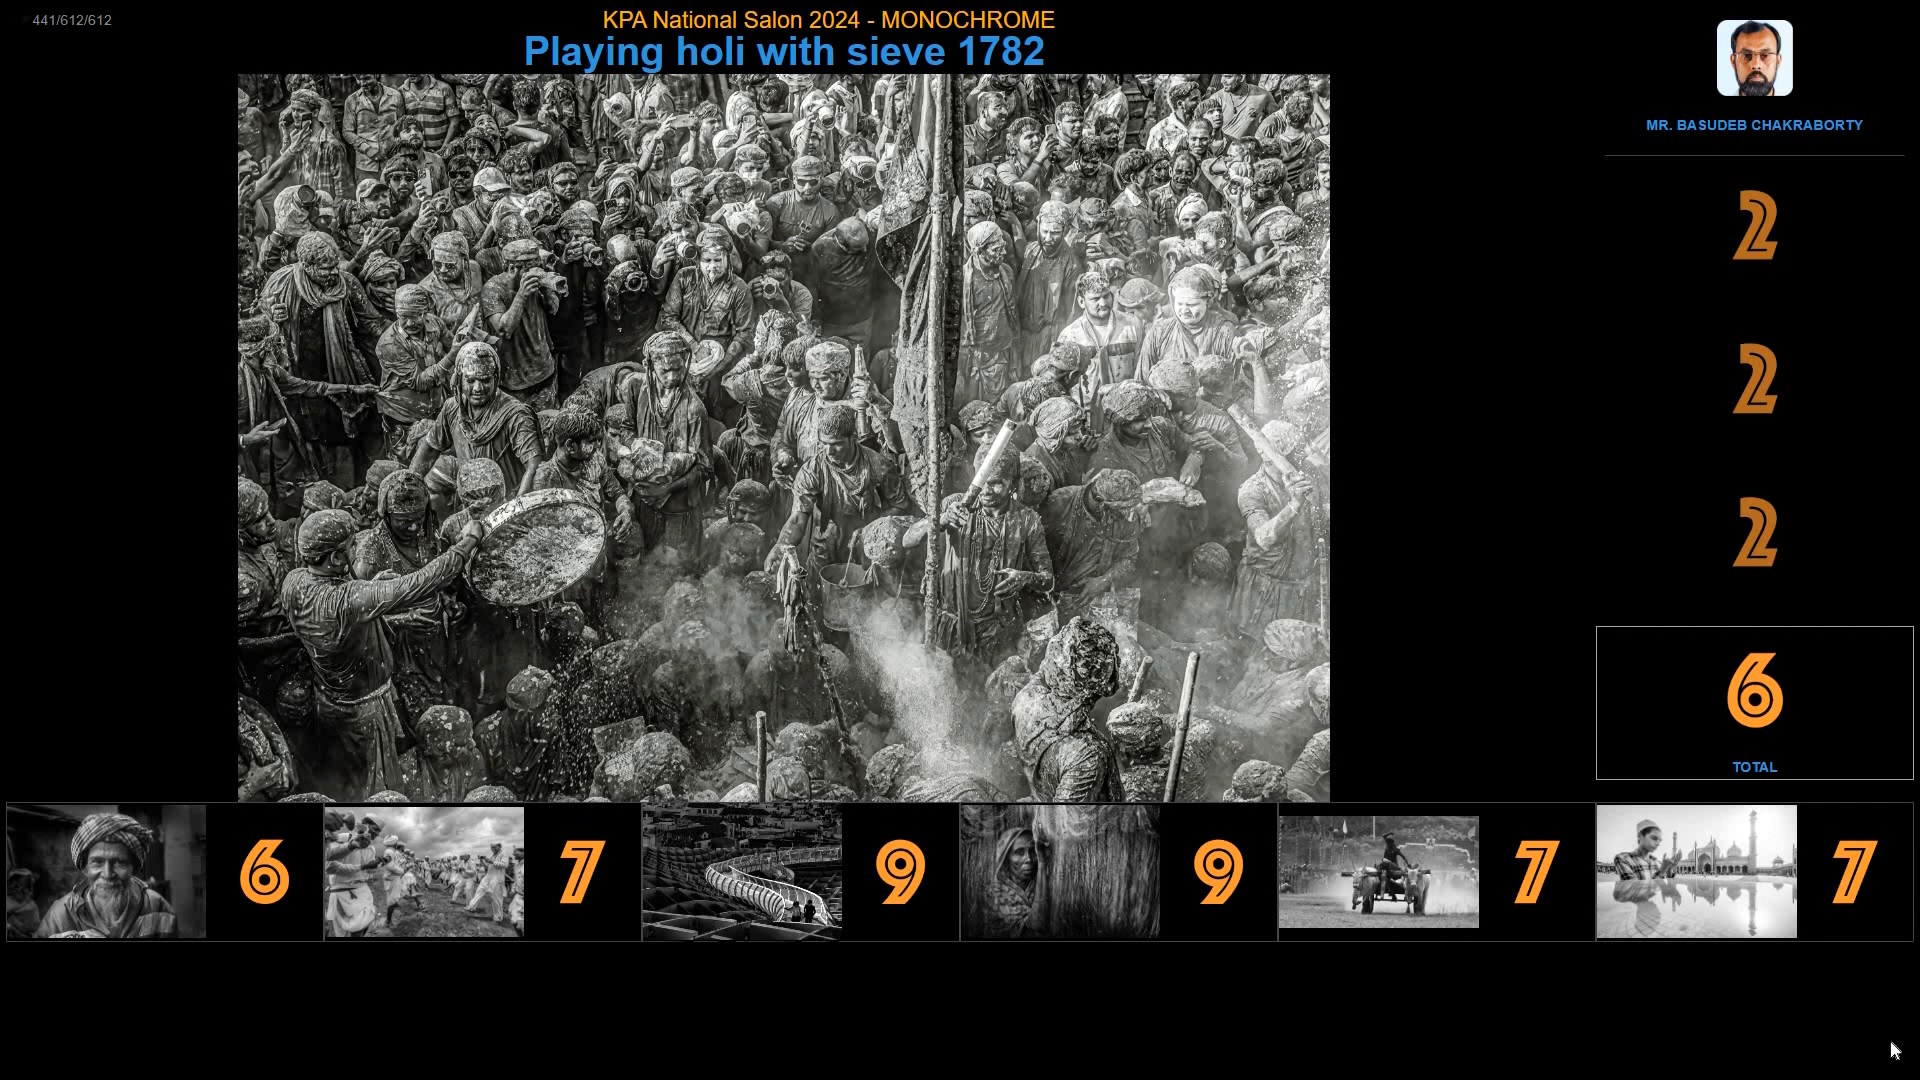 441/612/612
KPA National Salon 2024 - MONOCHROME
Playing holi with sieve 1782
MR. BASUDEB CHAKRABORTY
2
2
2
6
TOTAL
स्टार
6
7
9
9
7
7